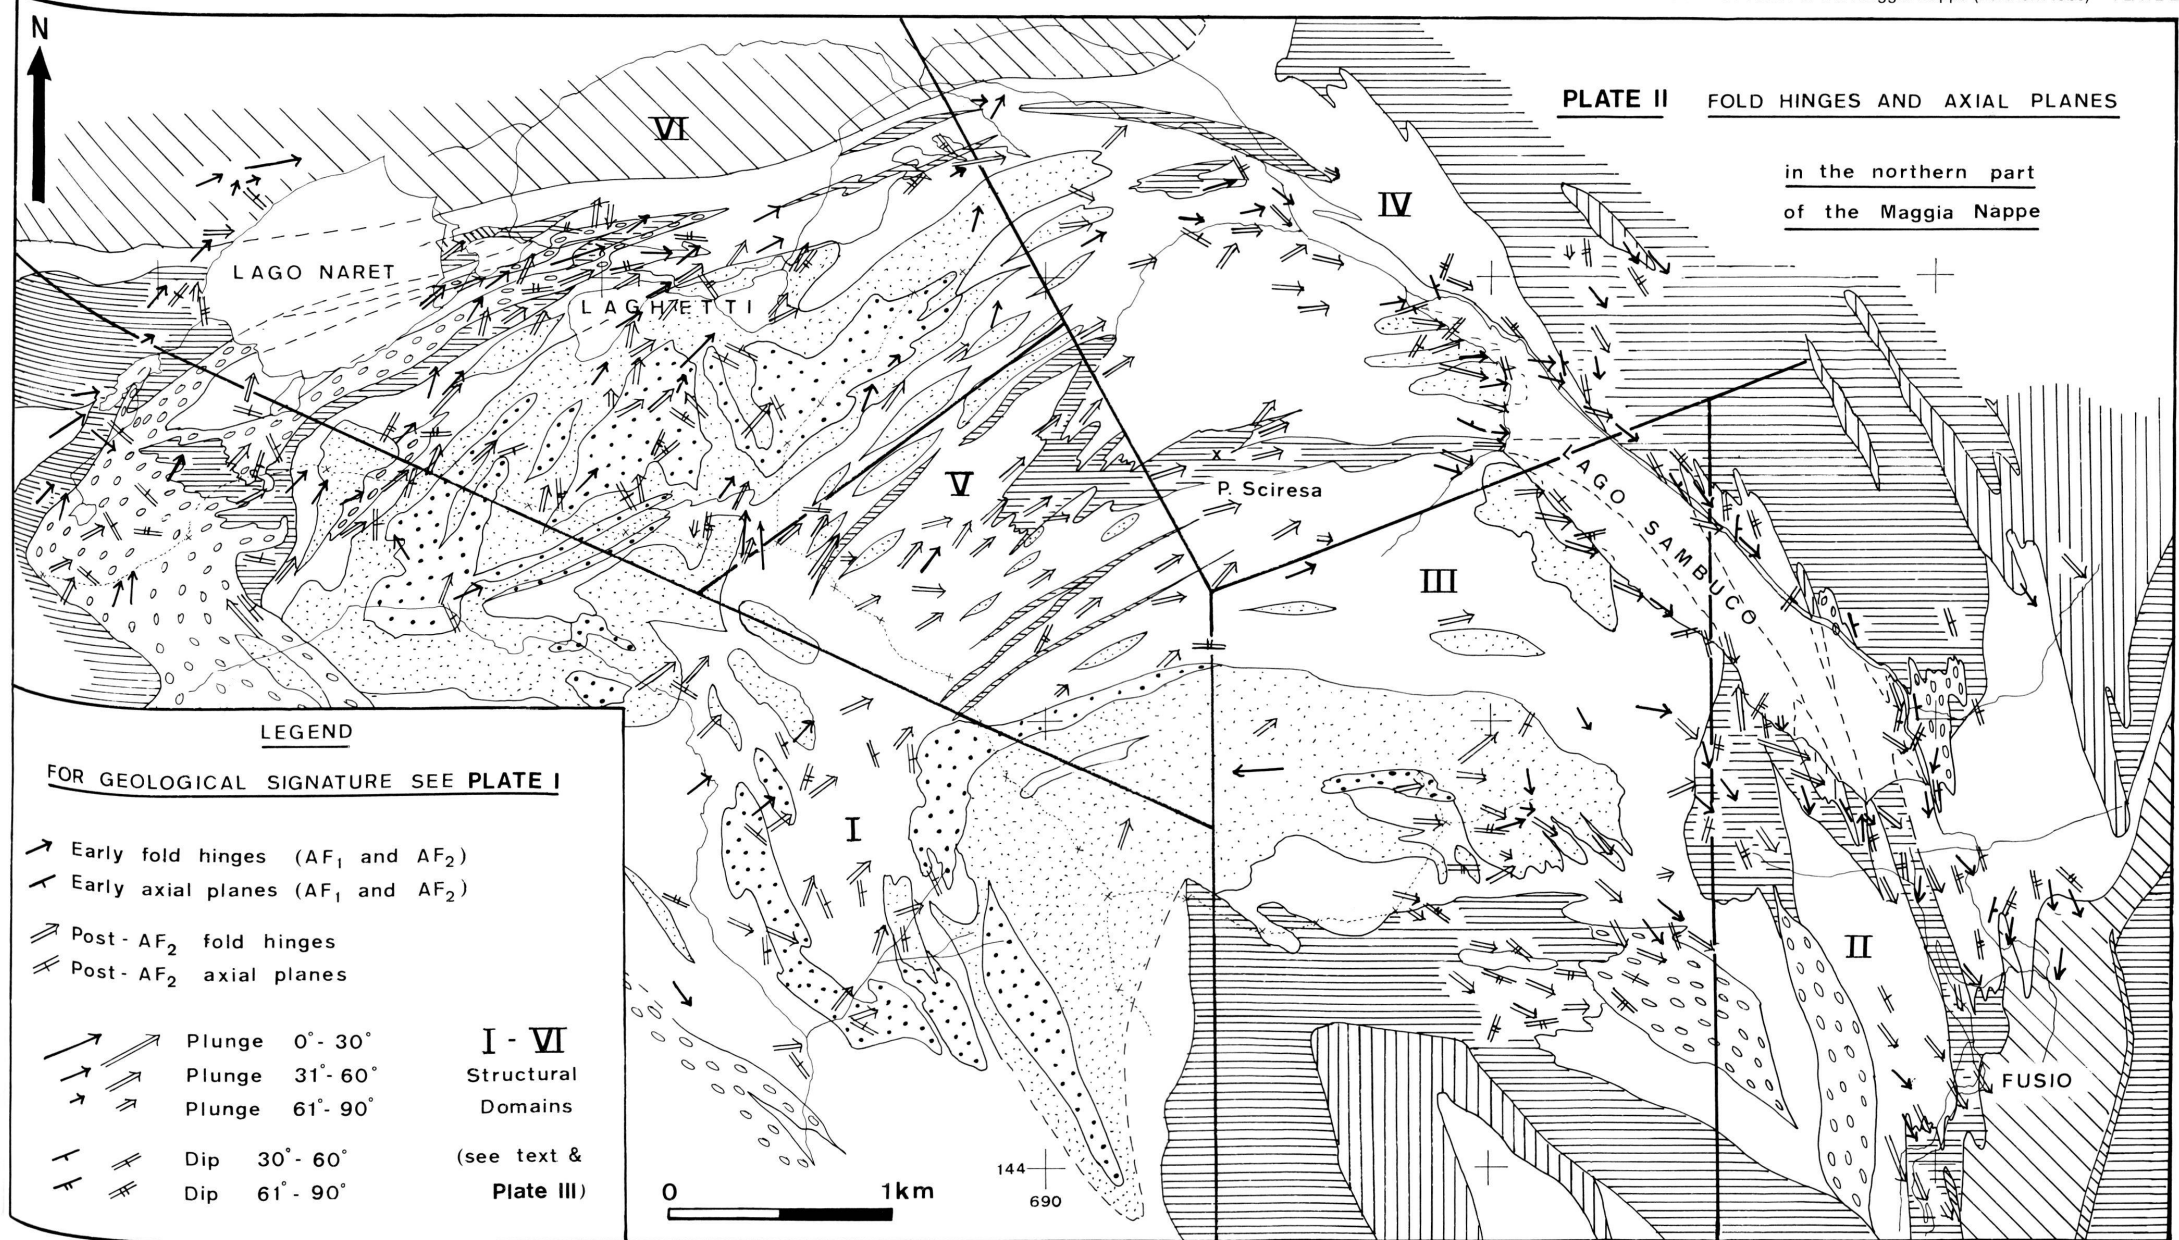 N
PLATE II FOLD HINGES AND AXIAL PLANES
in the northern part
of the Maggia Nappe
VI
IV
LAGO NARET
LAGHETTI
V
x
P. Sciresa
LAGO SAMBUCO
III
I
II
FUSIO
LEGEND
FOR GEOLOGICAL SIGNATURE SEE PLATE I
Early fold hinges (AF1 and AF2)
Early axial planes (AF1 and AF2)
Post-AF2 fold hinges
Post-AF2 axial planes
Plunge 0°-30° I - VI
Plunge 31°-60° Structural
Plunge 61°-90° Domains
Dip 30°-60° (see text &
Dip 61°-90° Plate III)
0 1km
144
690